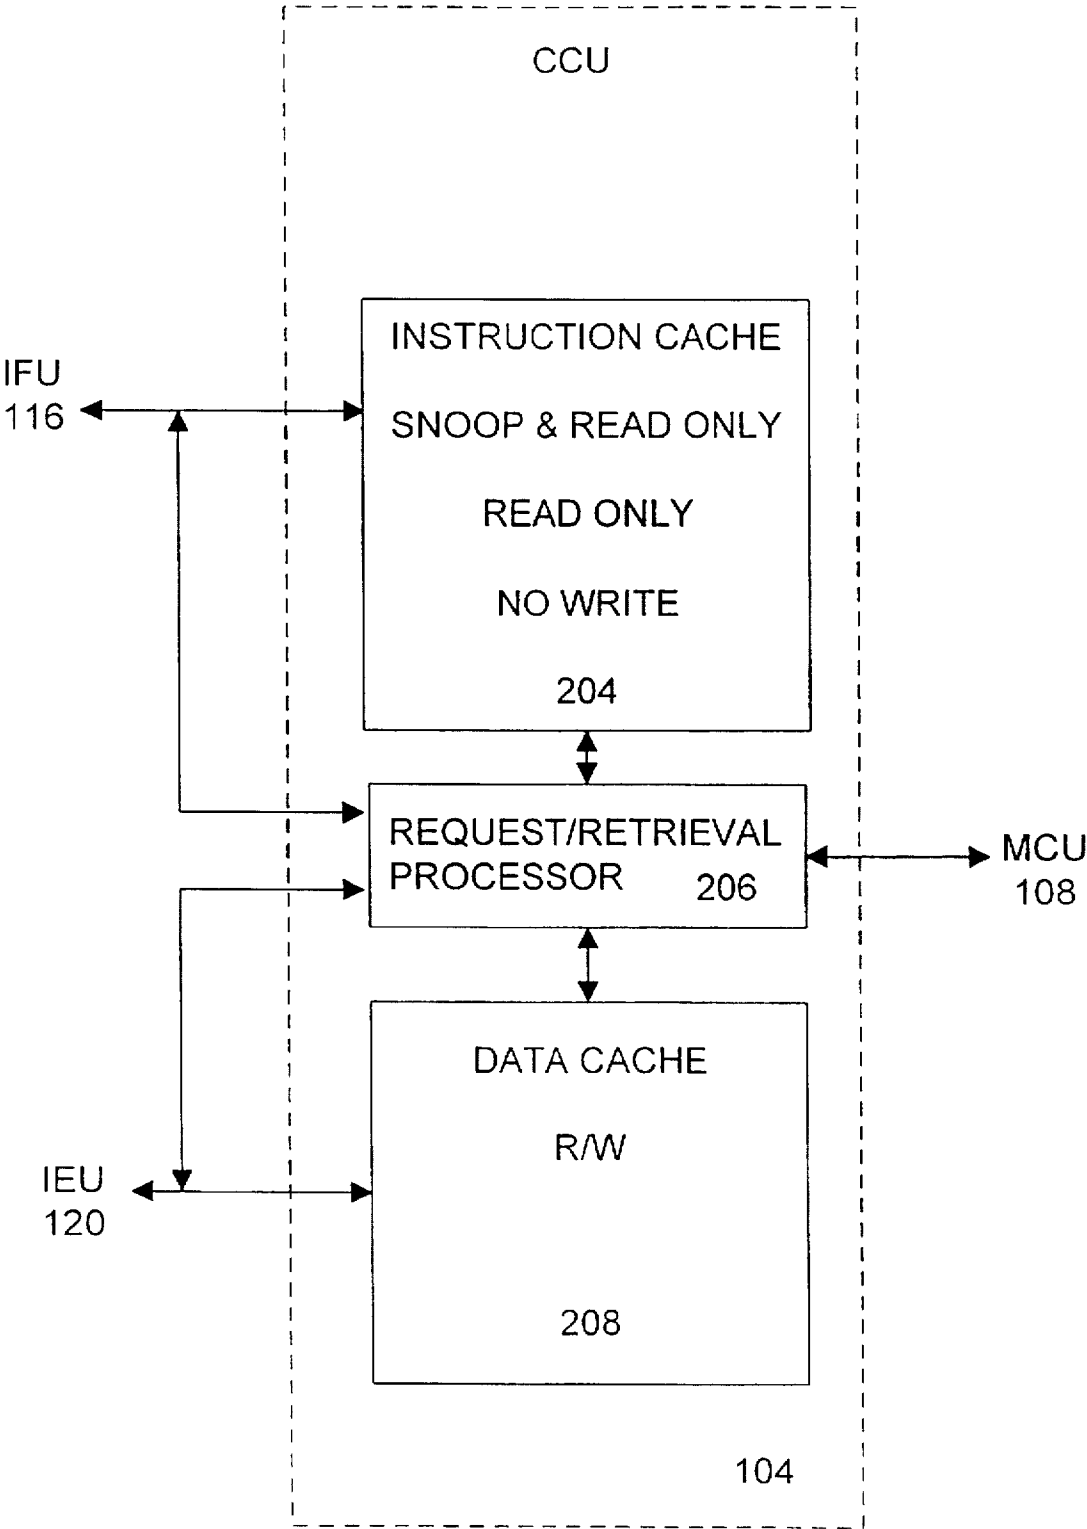 CCU
INSTRUCTION CACHE
IFU
116
SNOOP & READ ONLY
READ ONLY
NO WRITE
204
REQUEST/RETRIEVAL
PROCESSOR 206
MCU
108
DATA CACHE
R/W
IEU
120
208
104